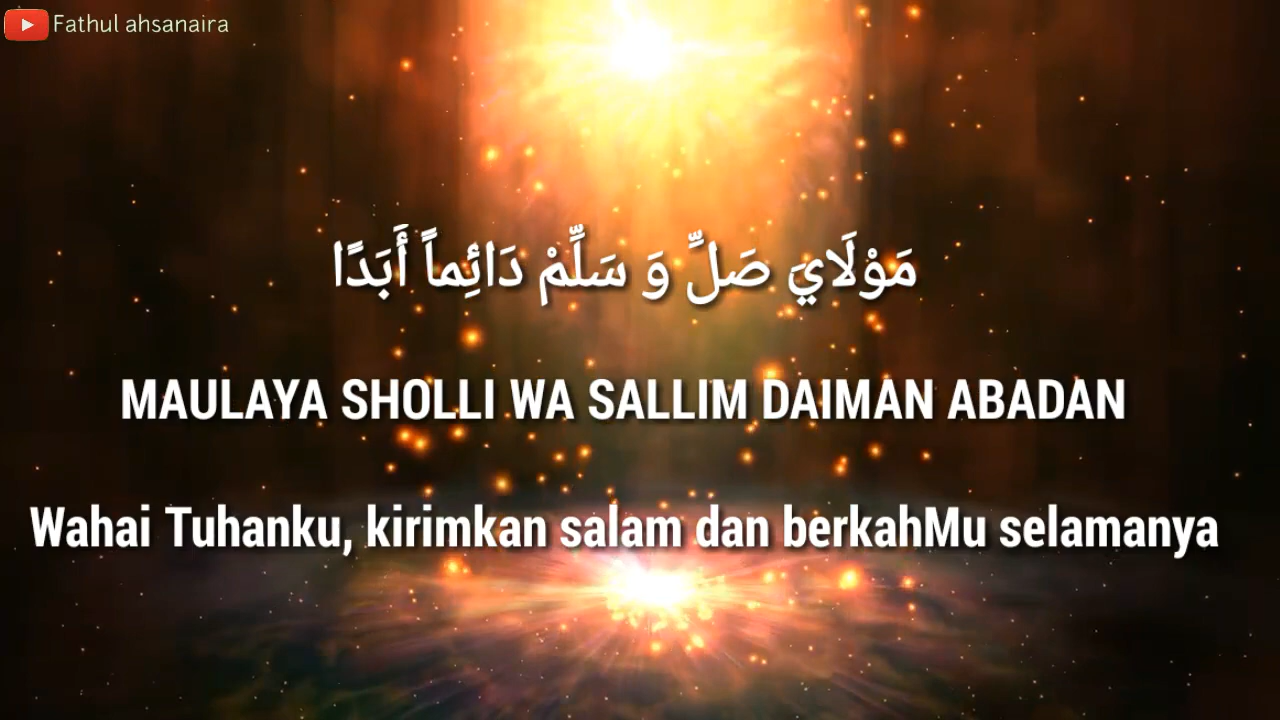 Fathul ahsanaira
مَوْلَايَ صَلِّ وَ سَلِّمْ دَائِماً أَبَدًا
MAULAYA SHOLLI WA SALLIM DAIMAN ABADAN
Wahai Tuhanku, kirimkan salam dan berkahMu selamanya